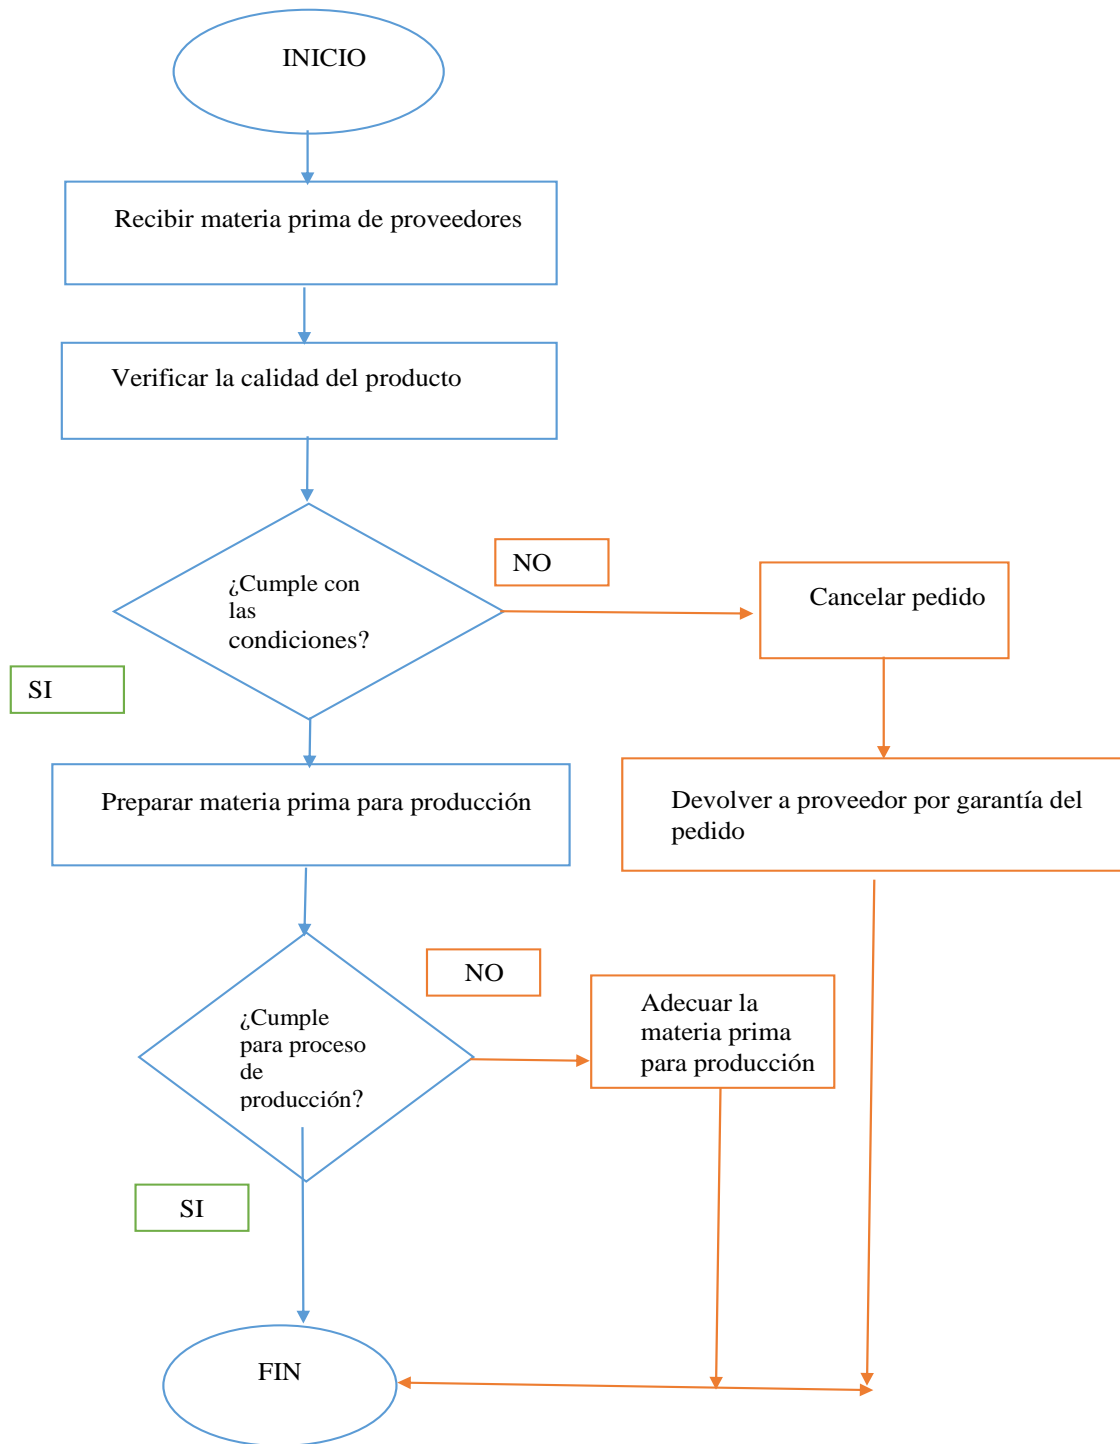 INICIO
Recibir materia prima de proveedores
Verificar la calidad del producto
¿Cumple con
las
condiciones?
NO
Cancelar pedido
SI
Preparar materia prima para producción
Devolver a proveedor por garantía del
pedido
¿Cumple
para proceso
de
producción?
NO
Adecuar la
materia prima
para producción
SI
FIN